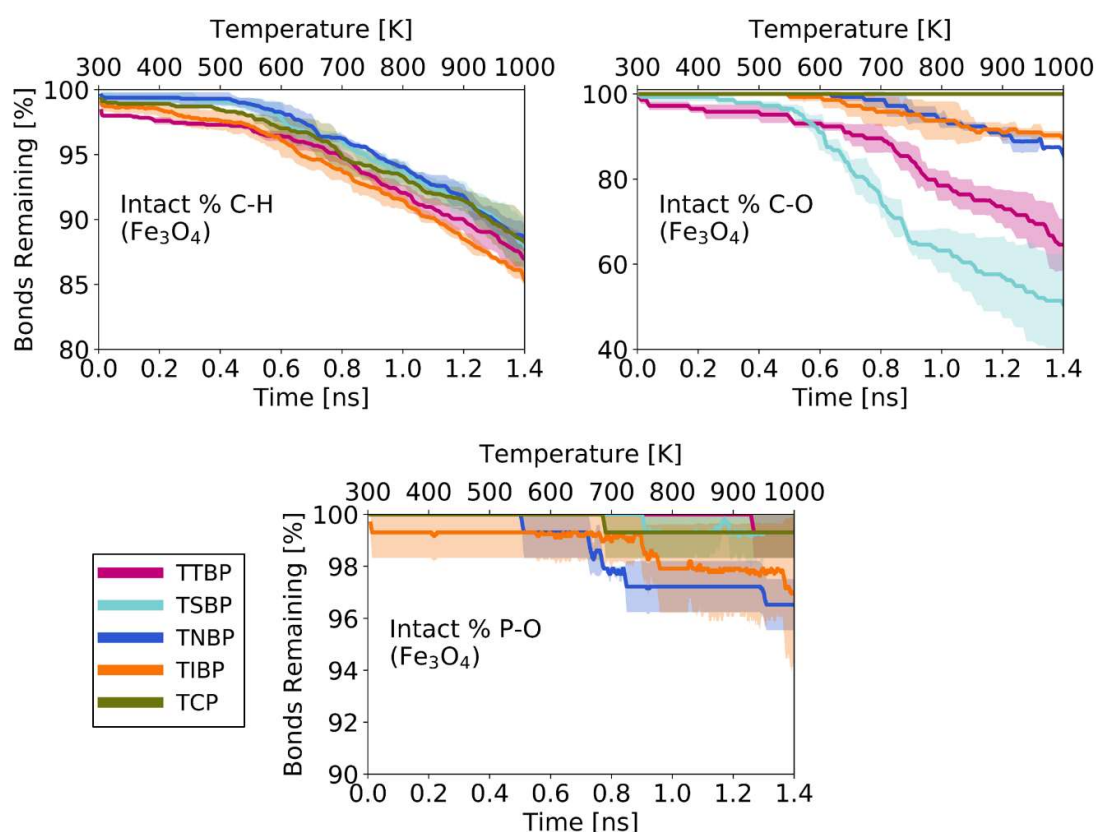 Temperature [K]
300 400 500 600 700 800 900 1000
Bonds Remaining [%]
100
95
90
85
80
Intact % C-H
(Fe₃O₄)
0.0 0.2 0.4 0.6 0.8 1.0 1.2 1.4
Time [ns]
Temperature [K]
300 400 500 600 700 800 900 1000
100
80
60
40
Intact % C-O
(Fe₃O₄)
0.0 0.2 0.4 0.6 0.8 1.0 1.2 1.4
Time [ns]
TTBP
TSBP
TNBP
TIBP
TCP
Temperature [K]
300 400 500 600 700 800 900 1000
Bonds Remaining [%]
100
98
96
94
92
90
Intact % P-O
(Fe₃O₄)
0.0 0.2 0.4 0.6 0.8 1.0 1.2 1.4
Time [ns]